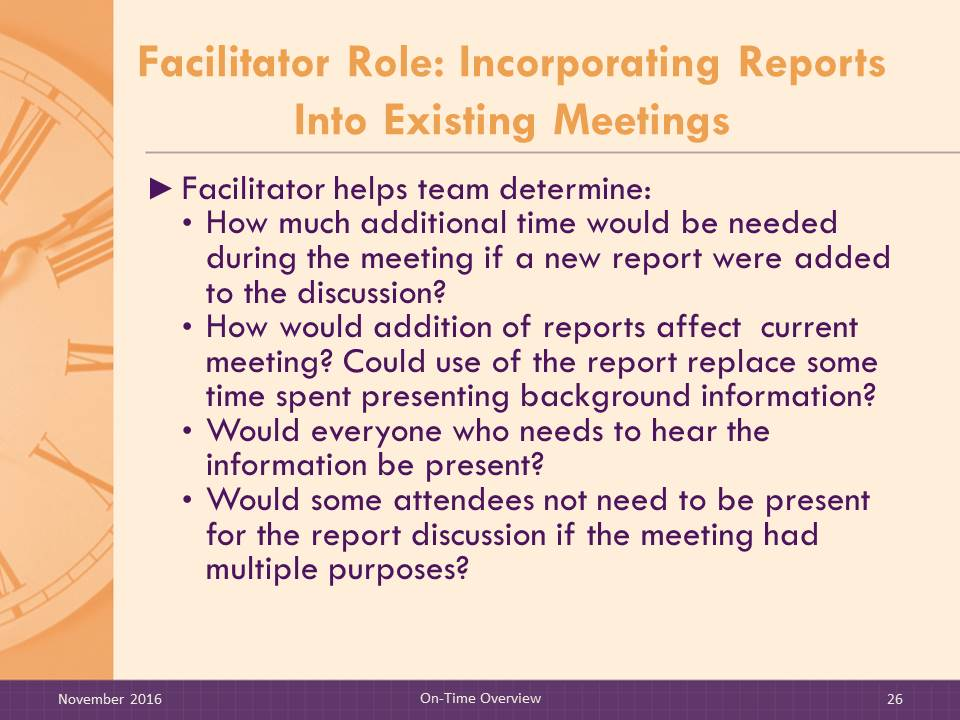 Facilitator Role: Incorporating Reports
Into Existing Meetings
► Facilitator helps team determine:
• How much additional time would be needed
during the meeting if a new report were added
to the discussion?
• How would addition of reports affect  current
meeting? Could use of the report replace some
time spent presenting background information?
• Would everyone who needs to hear the
information be present?
• Would some attendees not need to be present
for the report discussion if the meeting had
multiple purposes?
November 2016
On-Time Overview
26